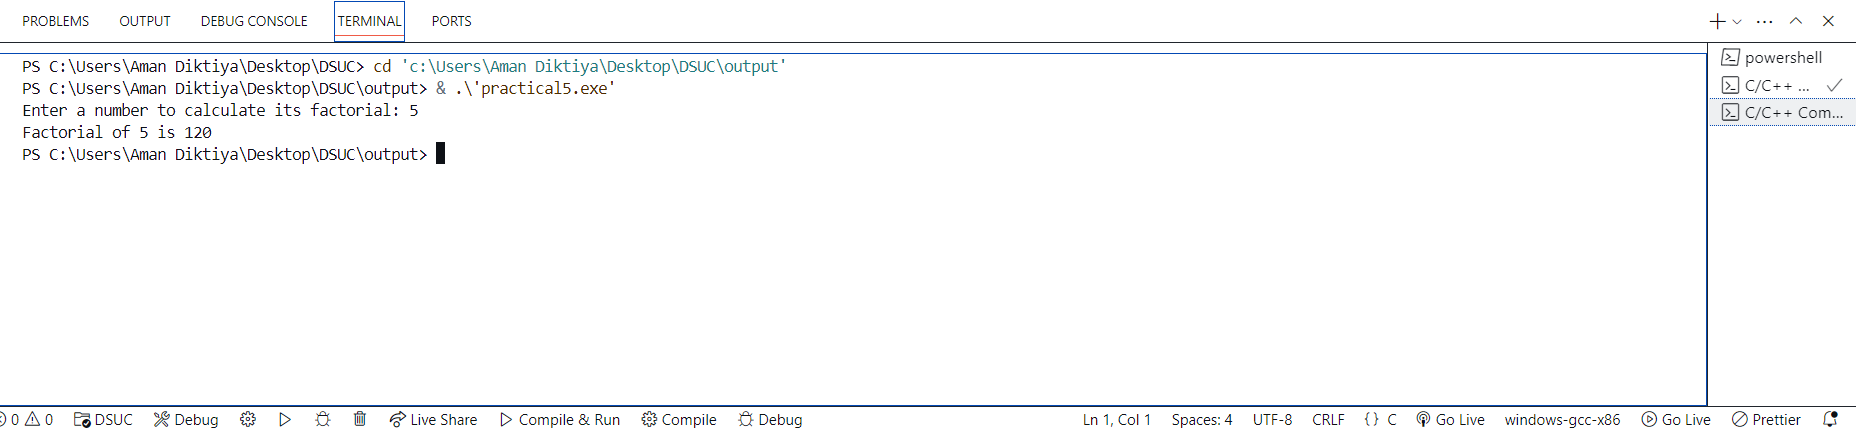 PROBLEMS OUTPUT DEBUG CONSOLE TERMINAL PORTS
PS C:\Users\Aman Diktiya\Desktop\DSUC> cd 'c:\Users\Aman Diktiya\Desktop\DSUC\output'
PS C:\Users\Aman Diktiya\Desktop\DSUC\output> & .\'practical5.exe'
Enter a number to calculate its factorial: 5
Factorial of 5 is 120
PS C:\Users\Aman Diktiya\Desktop\DSUC\output>
powershell
C/C++ ...
C/C++ Com...
0 0 DSUC Debug Live Share Compile & Run Compile Debug Ln 1, Col 1 Spaces: 4 UTF-8 CRLF {} C Go Live windows-gcc-x86 Go Live Prettier